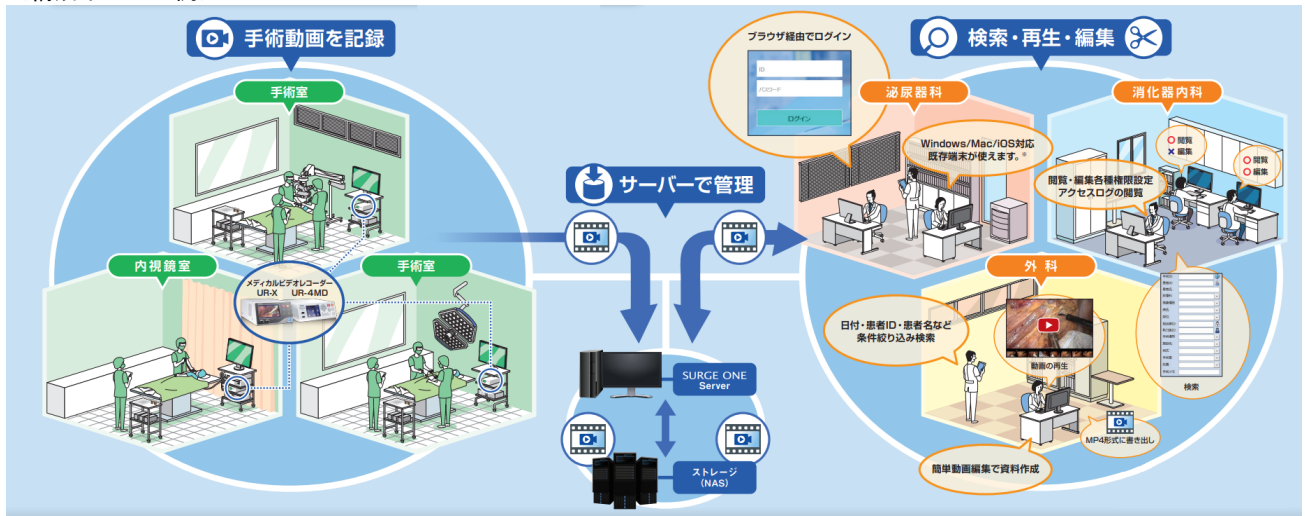 手術動画を記録
手術室
内視鏡室
手術室
メディカルビデオレコーダー
UR-X UR-4MD
サーバーで管理
SURGE ONE
Server
ストレージ
(NAS)
検索・再生・編集
ブラウザ経由でログイン
ID
パスワード
ログイン
泌尿器科
Windows/Mac/iOS対応
既存端末が使えます。※
消化器内科
○ 閲覧
× 編集
○ 閲覧
○ 編集
閲覧・編集各種権限設定
アクセスログの閲覧
外科
日付・患者ID・患者名など
条件絞り込み検索
動画の再生
検索
MP4形式に書き出し
簡単動画編集で資料作成